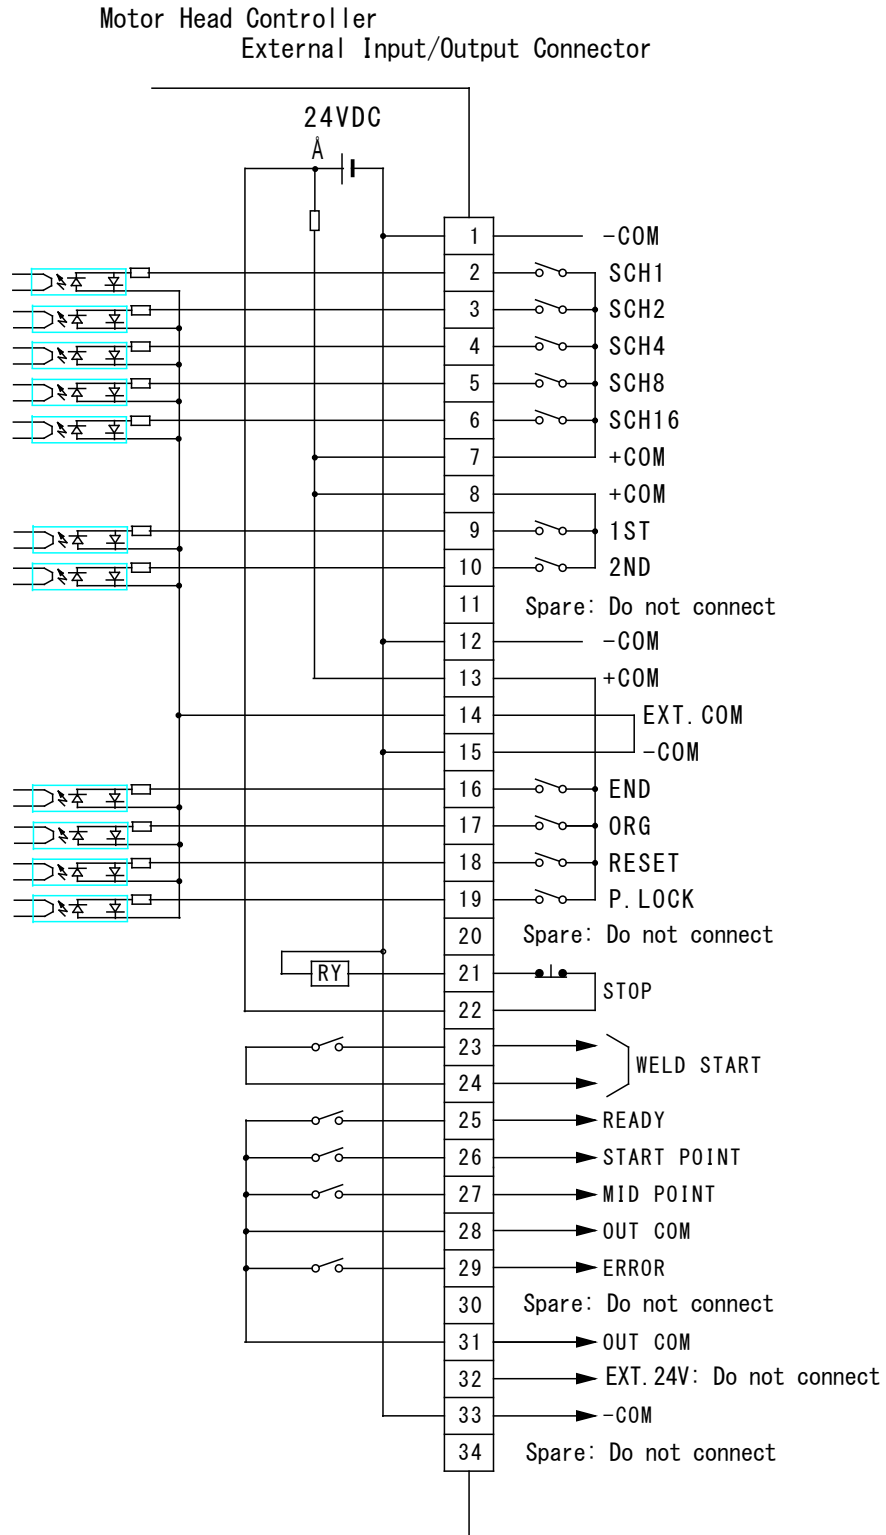 Motor Head Controller
External Input/Output Connector
24VDC
A
1 -COM
2 SCH1
3 SCH2
4 SCH4
5 SCH8
6 SCH16
7 +COM
8 +COM
9 1ST
10 2ND
11 Spare: Do not connect
12 -COM
13 +COM
14 EXT.COM
15 -COM
16 END
17 ORG
18 RESET
19 P.LOCK
20 Spare: Do not connect
RY 21
STOP
22
23
WELD START
24
25 READY
26 START POINT
27 MID POINT
28 OUT COM
29 ERROR
30 Spare: Do not connect
31 OUT COM
32 EXT.24V: Do not connect
33 -COM
34 Spare: Do not connect